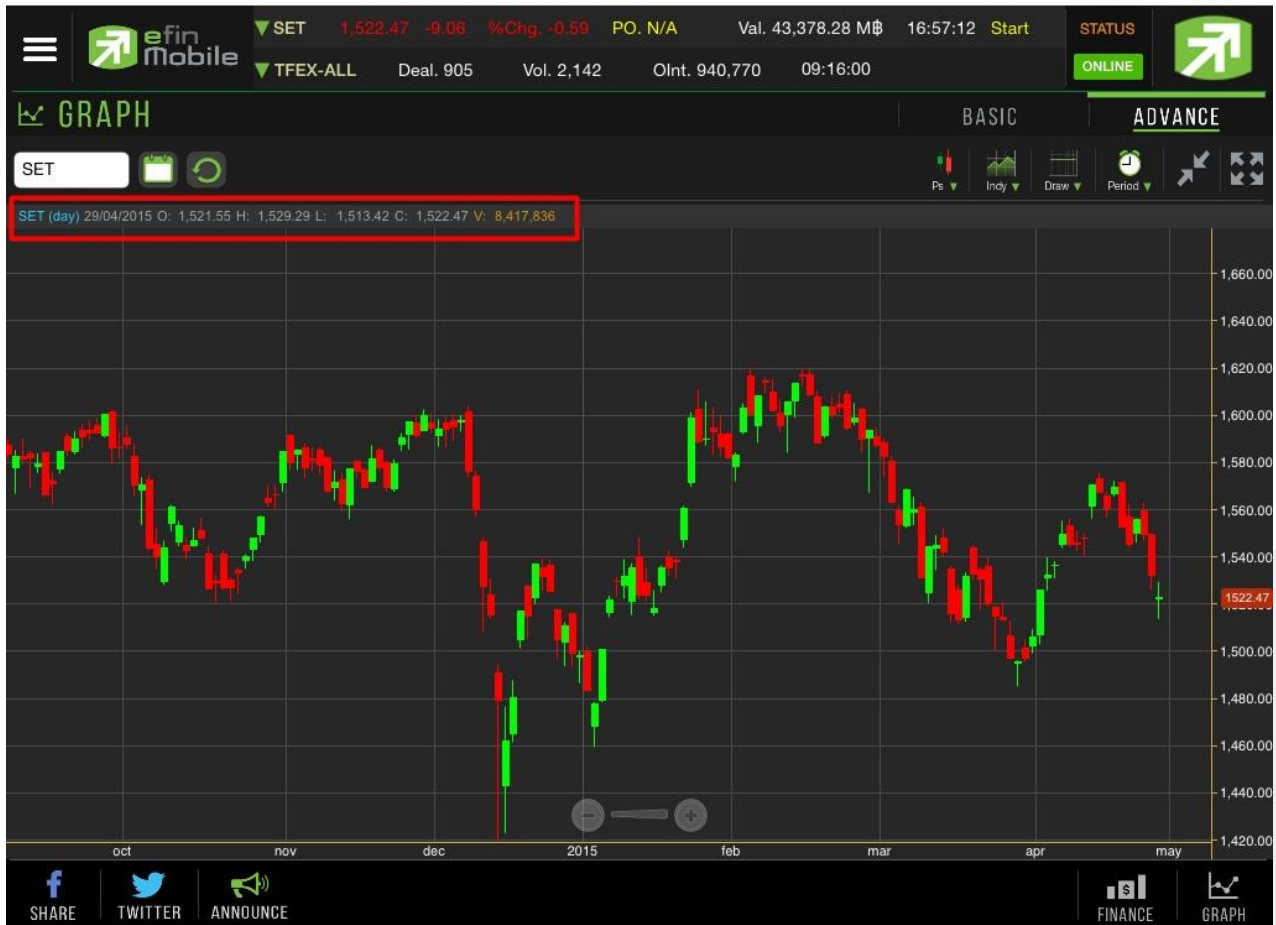 efin Mobile
▼ SET 1,522.47 -9.06 %Chg. -0.59 PO. N/A Val. 43,378.28 M฿ 16:57:12 Start
▼ TFEX-ALL Deal. 905 Vol. 2,142 OInt. 940,770 09:16:00
STATUS
ONLINE
GRAPH
BASIC ADVANCE
SET
Ps ▼ Indy ▼ Draw ▼ Period ▼
SET (day) 29/04/2015 O: 1,521.55 H: 1,529.29 L: 1,513.42 C: 1,522.47 V: 8,417,836
1,660.00
1,640.00
1,620.00
1,600.00
1,580.00
1,560.00
1,540.00
1522.47
1,500.00
1,480.00
1,460.00
1,440.00
1,420.00
oct nov dec 2015 feb mar apr may
SHARE TWITTER ANNOUNCE FINANCE GRAPH